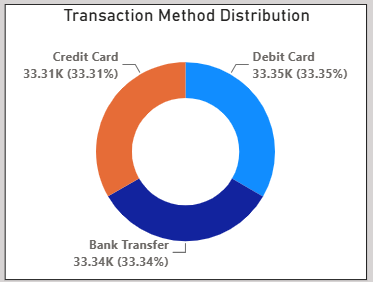 Transaction Method Distribution
Credit Card
33.31K (33.31%)
Debit Card
33.35K (33.35%)
Bank Transfer
33.34K (33.34%)